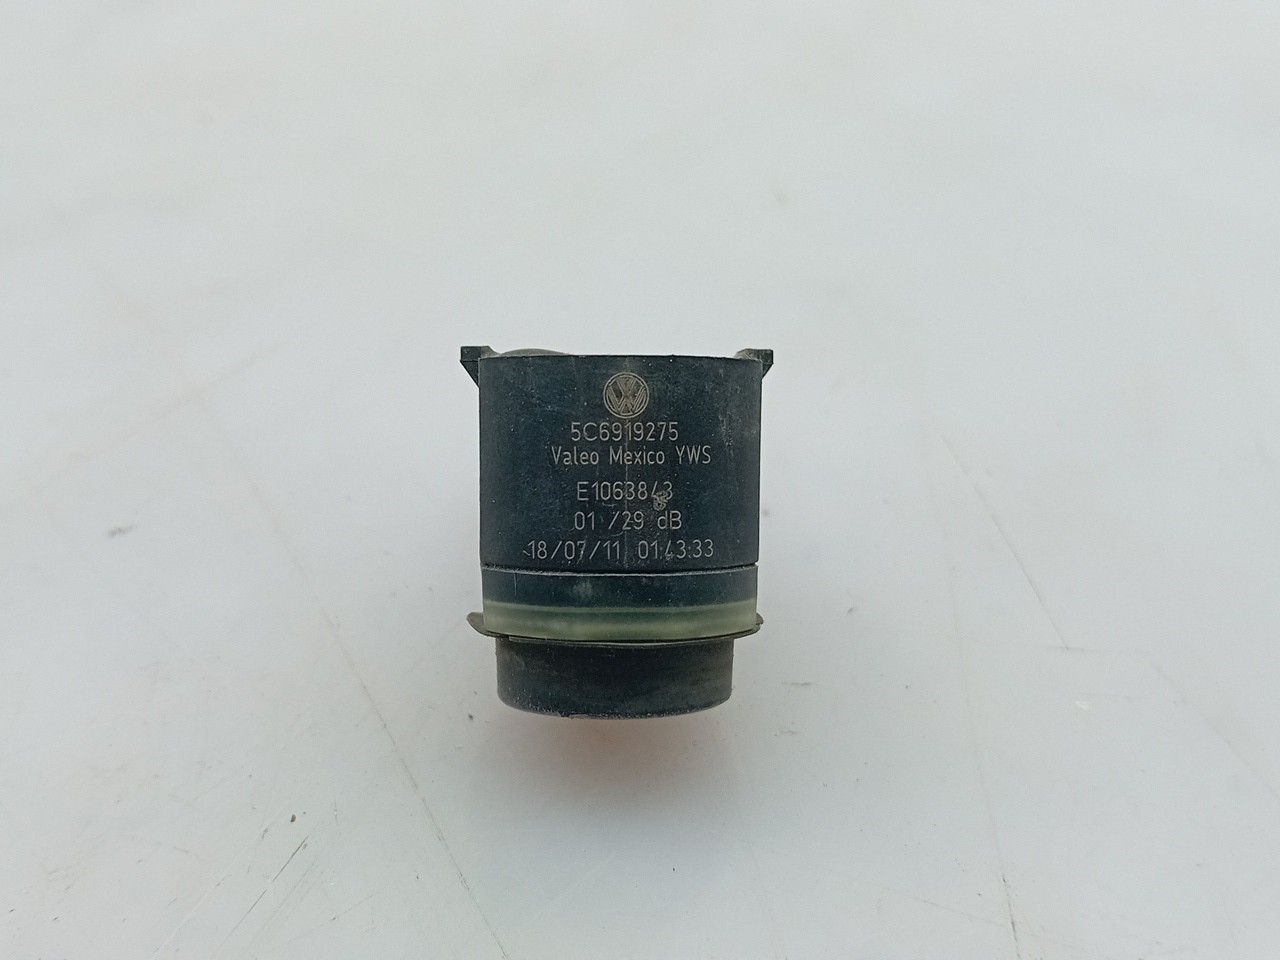 5C6919275
Valeo Mexico YWS
E1063843
01 /29 dB
18/07/11 01:43:33